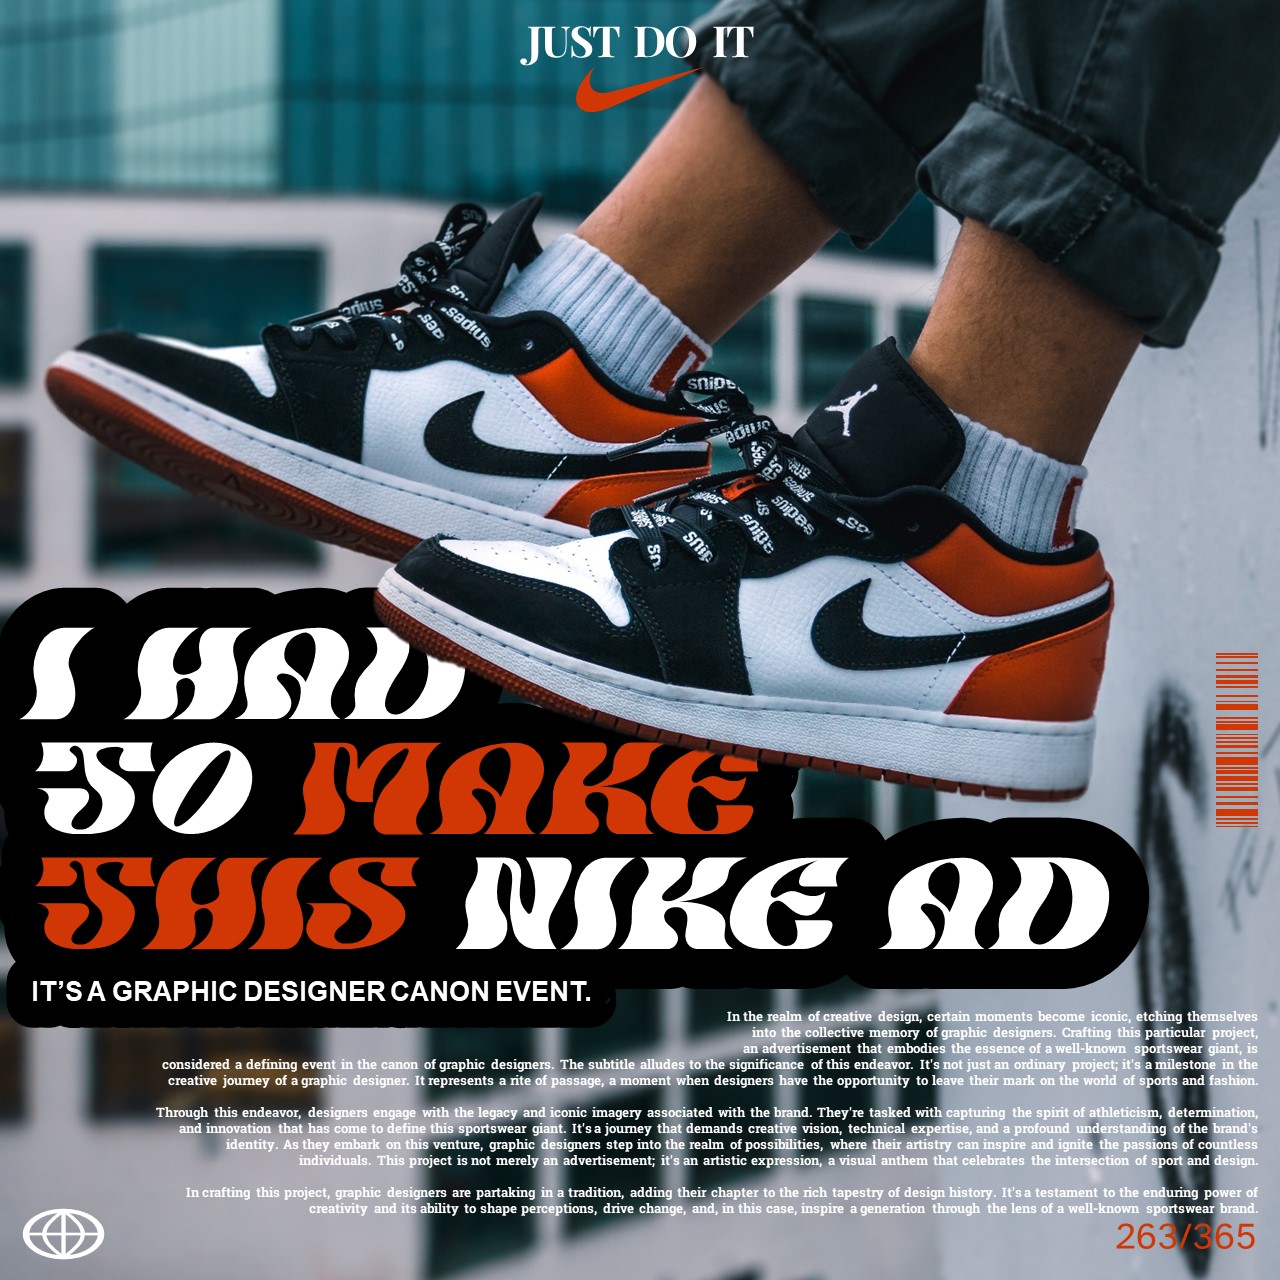 JUST DO IT
snipes
snipes
snipes
snipes
snipes
snipes
I HAD
TO MAKE
THIS NIKE AD
IT'S A GRAPHIC DESIGNER CANON EVENT.
In the realm of creative design, certain moments become iconic, etching themselves
into the collective memory of graphic designers. Crafting this particular project,
an advertisement that embodies the essence of a well-known sportswear giant, is
considered a defining event in the canon of graphic designers. The subtitle alludes to the significance of this endeavor. It's not just an ordinary project; it's a milestone in the
creative journey of a graphic designer. It represents a rite of passage, a moment when designers have the opportunity to leave their mark on the world of sports and fashion.
Through this endeavor, designers engage with the legacy and iconic imagery associated with the brand. They're tasked with capturing the spirit of athleticism, determination,
and innovation that has come to define this sportswear giant. It's a journey that demands creative vision, technical expertise, and a profound understanding of the brand's
identity. As they embark on this venture, graphic designers step into the realm of possibilities, where their artistry can inspire and ignite the passions of countless
individuals. This project is not merely an advertisement; it's an artistic expression, a visual anthem that celebrates the intersection of sport and design.
In crafting this project, graphic designers are partaking in a tradition, adding their chapter to the rich tapestry of design history. It's a testament to the enduring power of
creativity and its ability to shape perceptions, drive change, and, in this case, inspire a generation through the lens of a well-known sportswear brand.
263/365